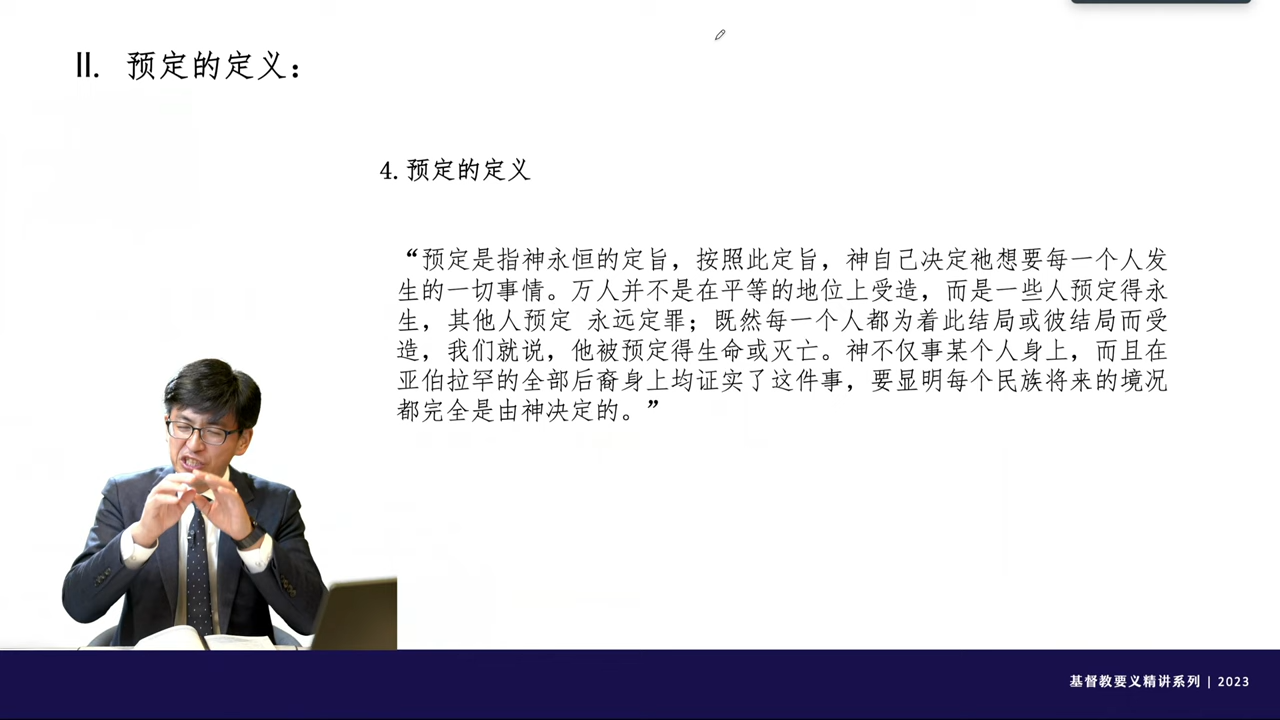 II. 预定的定义：
4. 预定的定义
“预定是指神永恒的定旨，按照此定旨，神自己决定祂想要每一个人发
生的一切事情。万人并不是在平等的地位上受造，而是一些人预定得永
生，其他人预定 永远定罪；既然每一个人都为着此结局或彼结局而受
造，我们就说，他被预定得生命或灭亡。神不仅事某个人身上，而且在
亚伯拉罕的全部后裔身上均证实了这件事，要显明每个民族将来的境况
都完全是由神决定的。”
基督教要义精讲系列 | 2023